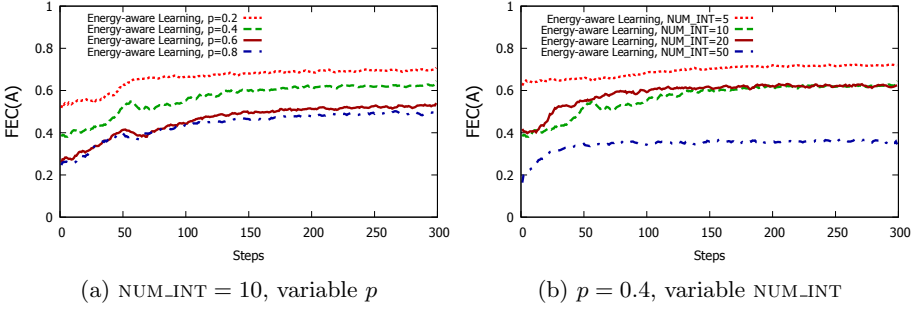 Energy-aware Learning, p=0.2
Energy-aware Learning, p=0.4
Energy-aware Learning, p=0.6
Energy-aware Learning, p=0.8
FEC(A)
1
0.8
0.6
0.4
0.2
0
0 50 100 150 200 250 300
Steps
(a) NUM_INT = 10, variable p
Energy-aware Learning, NUM_INT=5
Energy-aware Learning, NUM_INT=10
Energy-aware Learning, NUM_INT=20
Energy-aware Learning, NUM_INT=50
FEC(A)
1
0.8
0.6
0.4
0.2
0
0 50 100 150 200 250 300
Steps
(b) p = 0.4, variable NUM_INT